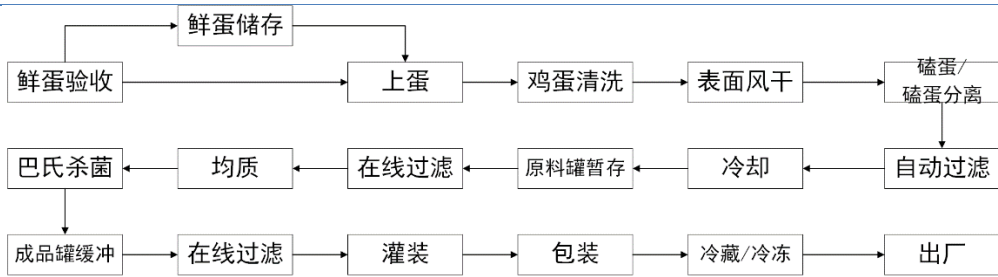 鲜蛋储存
鲜蛋验收
上蛋
鸡蛋清洗
表面风干
磕蛋/
磕蛋分离
巴氏杀菌
均质
在线过滤
原料罐暂存
冷却
自动过滤
成品罐缓冲
在线过滤
灌装
包装
冷藏/冷冻
出厂